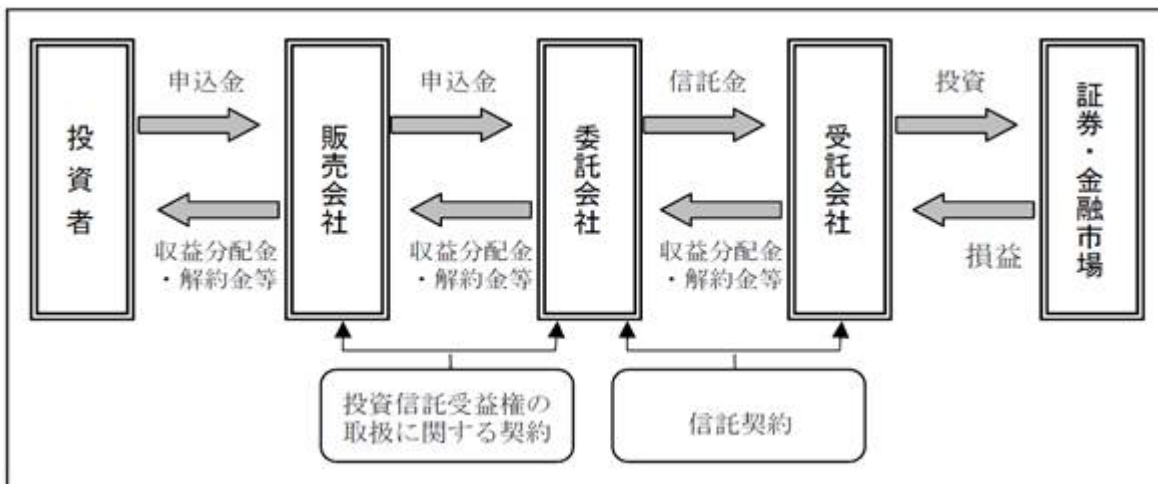 申込金
申込金
信託金
投資
投資者
販売会社
委託会社
受託会社
証券・金融市場
収益分配金
・解約金等
収益分配金
・解約金等
収益分配金
・解約金等
損益
投資信託受益権の
取扱に関する契約
信託契約